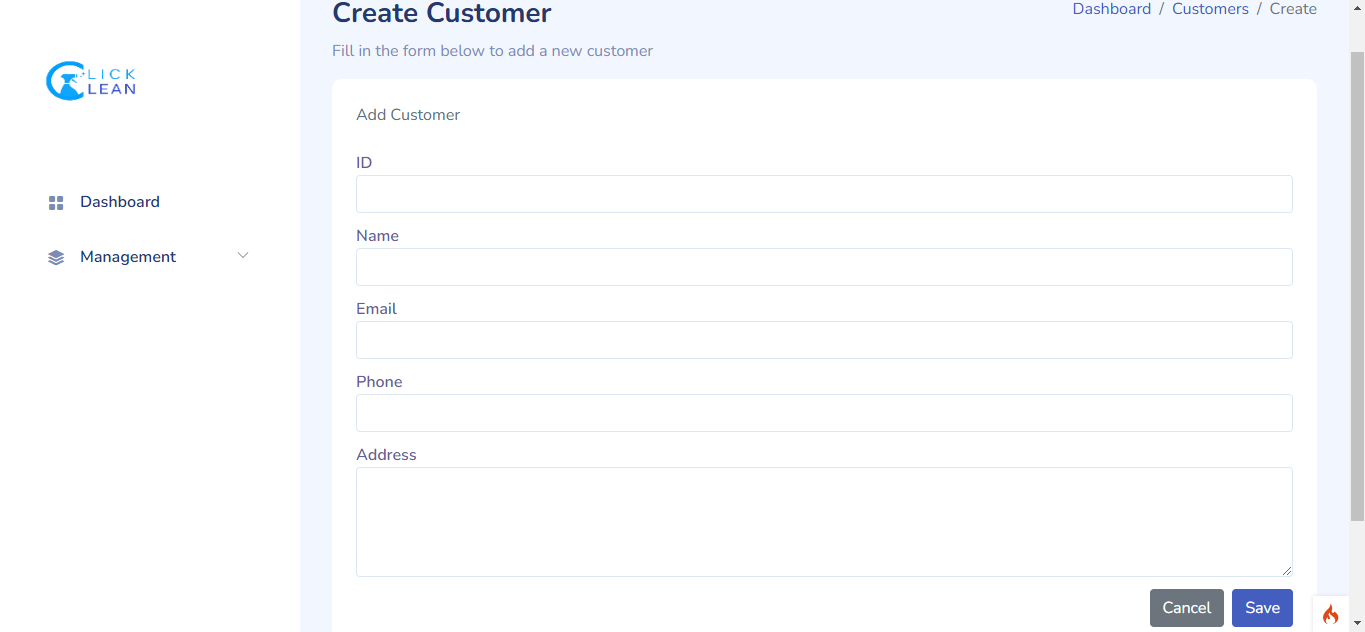 Create Customer
Dashboard / Customers / Create
Fill in the form below to add a new customer
LICK
LEAN
Add Customer
ID
Dashboard
Name
Management
Email
Phone
Address
Cancel
Save